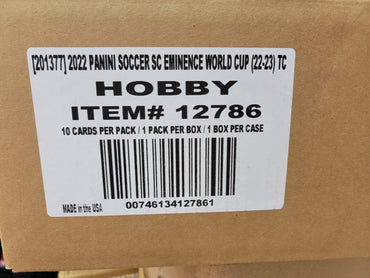 [201377] 2022 PANINI SOCCER SC EMINENCE WORLD CUP (22-23) TC
HOBBY
ITEM# 12786
10 CARDS PER PACK / 1 PACK PER BOX / 1 BOX PER CASE
MADE in the USA
00746134127861